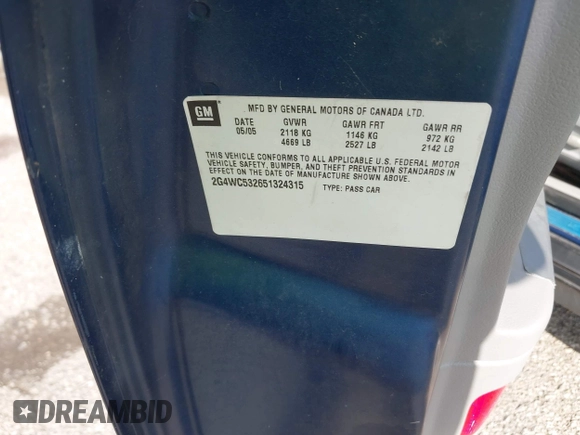 GM
MFD BY GENERAL MOTORS OF CANADA LTD.
DATE GVWR GAWR FRT GAWR RR
05/05 2118 KG 1146 KG 972 KG
4669 LB 2527 LB 2142 LB
THIS VEHICLE CONFORMS TO ALL APPLICABLE U.S. FEDERAL MOTOR
VEHICLE SAFETY, BUMPER, AND THEFT PREVENTION STANDARDS IN
EFFECT ON THE DATE OF MANUFACTURE SHOWN ABOVE.
2G4WC532651324315 TYPE: PASS CAR
DREAMBID